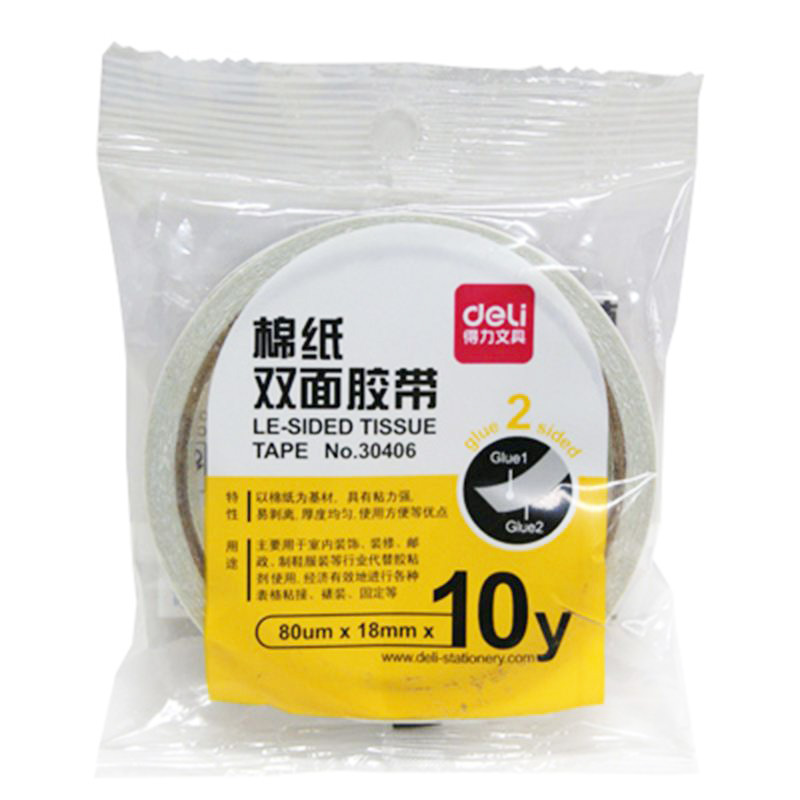 deli
得力文具
棉纸
双面胶带
LE-SIDED TISSUE
TAPE No.30406
glue 2 sided
Glue1
Glue2
特性
以棉纸为基材，具有粘力强，
易剥离，厚度均匀，使用方便等优点
用途
主要用于室内装饰、装修、邮
政、制鞋服装等行业代替胶粘
剂使用，经济有效地进行各种
表格粘接、裱装、固定等
80um x 18mm x 10y
www.deli-stationery.com